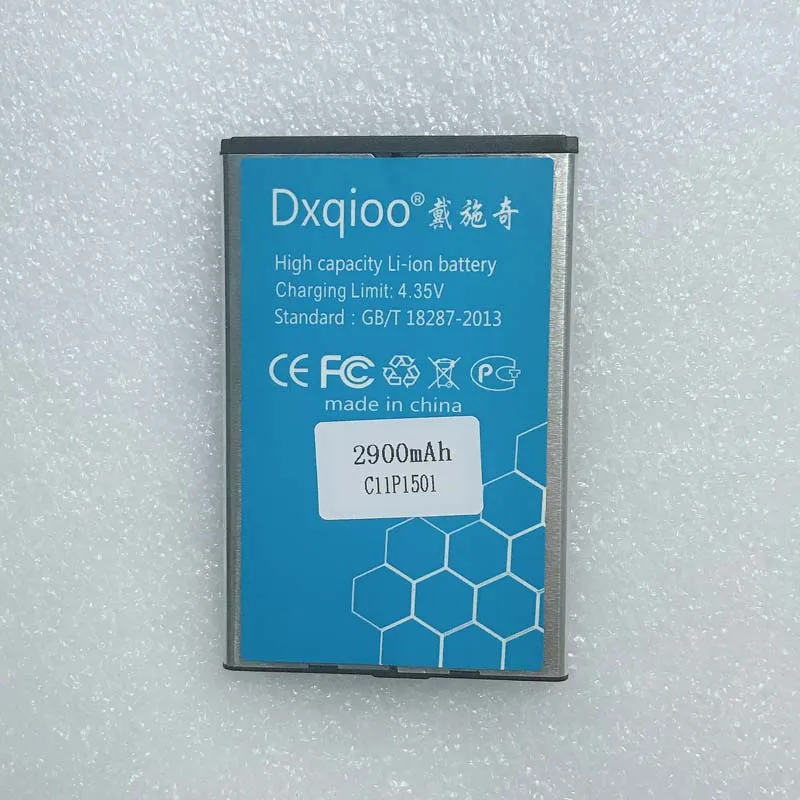 Dxqioo® 戴施奇
High capacity Li-ion battery
Charging Limit: 4.35V
Standard : GB/T 18287-2013
CE FC PCT
made in china
2900mAh
C11P1501